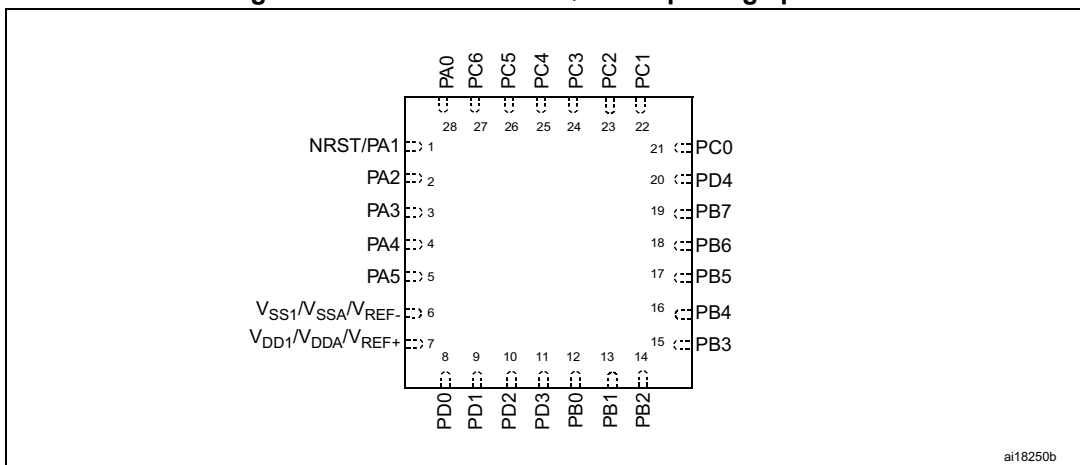 PA0 PC6 PC5 PC4 PC3 PC2 PC1
28 27 26 25 24 23 22
NRST/PA1 1 21 PC0
PA2 2 20 PD4
PA3 3 19 PB7
PA4 4 18 PB6
PA5 5 17 PB5
VSS1/VSSA/VREF- 6 16 PB4
VDD1/VDDA/VREF+ 7 15 PB3
8 9 10 11 12 13 14
PD0 PD1 PD2 PD3 PB0 PB1 PB2
ai18250b